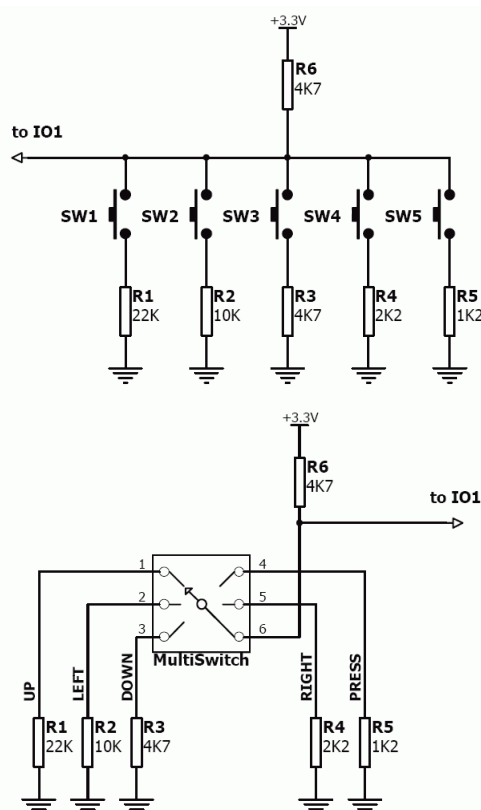 +3.3V
R6
4K7
to IO1
SW1 SW2 SW3 SW4 SW5
R1 R2 R3 R4 R5
22K 10K 4K7 2K2 1K2
+3.3V
R6
4K7
to IO1
1 4
2 5
3 6
MultiSwitch
UP LEFT DOWN RIGHT PRESS
R1 R2 R3 R4 R5
22K 10K 4K7 2K2 1K2